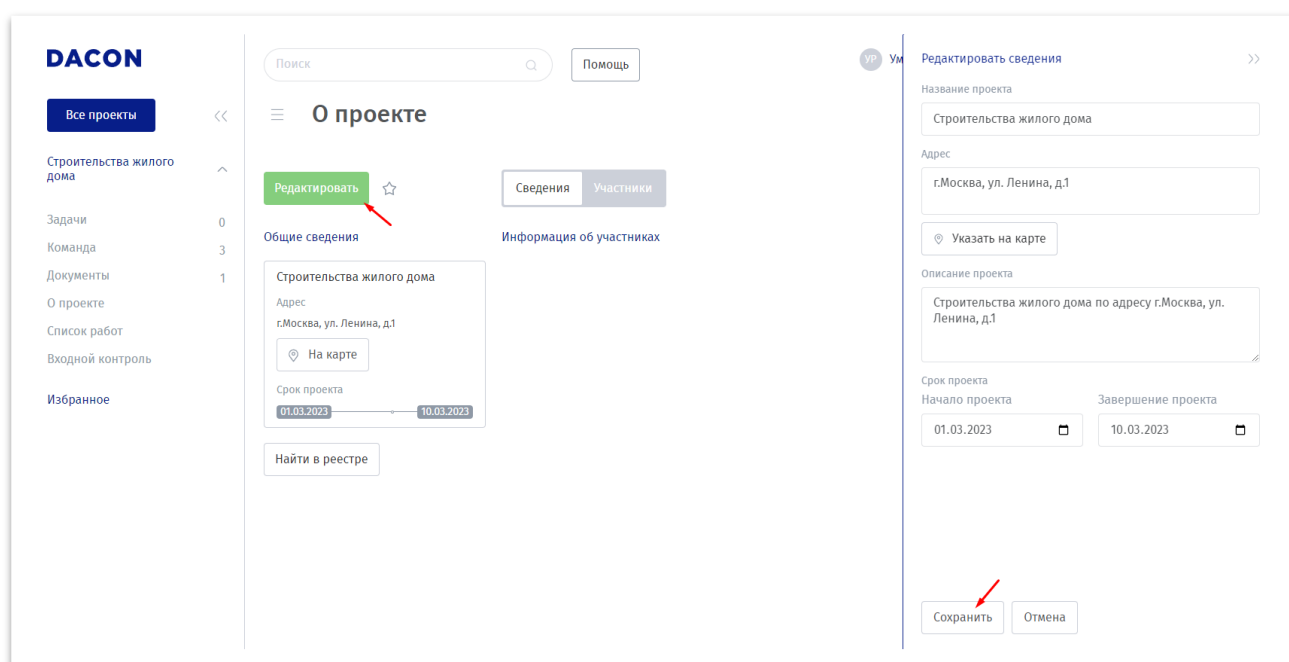 DACON
Все проекты
Строительства жилого
дома
Задачи 0
Команда 3
Документы 1
О проекте
Список работ
Входной контроль
Избранное
Поиск
Помощь
УР Ум
О проекте
Редактировать
Сведения Участники
Общие сведения
Информация об участниках
Строительства жилого дома
Адрес
г.Москва, ул. Ленина, д.1
На карте
Срок проекта
01.03.2023 10.03.2023
Найти в реестре
Редактировать сведения
Название проекта
Строительства жилого дома
Адрес
г.Москва, ул. Ленина, д.1
Указать на карте
Описание проекта
Строительства жилого дома по адресу г.Москва, ул.
Ленина, д.1
Срок проекта
Начало проекта Завершение проекта
01.03.2023 10.03.2023
Сохранить Отмена